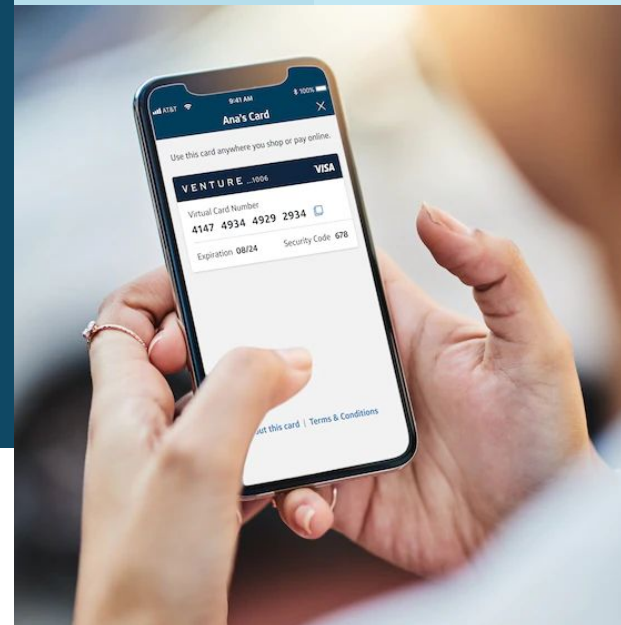 AT&T 9:41 AM 100%
Ana's Card
Use this card anywhere you shop or pay online.
VENTURE ...1006 VISA
Virtual Card Number
4147 4934 4929 2934
Expiration 08/24 Security Code 678
out this card | Terms & Conditions